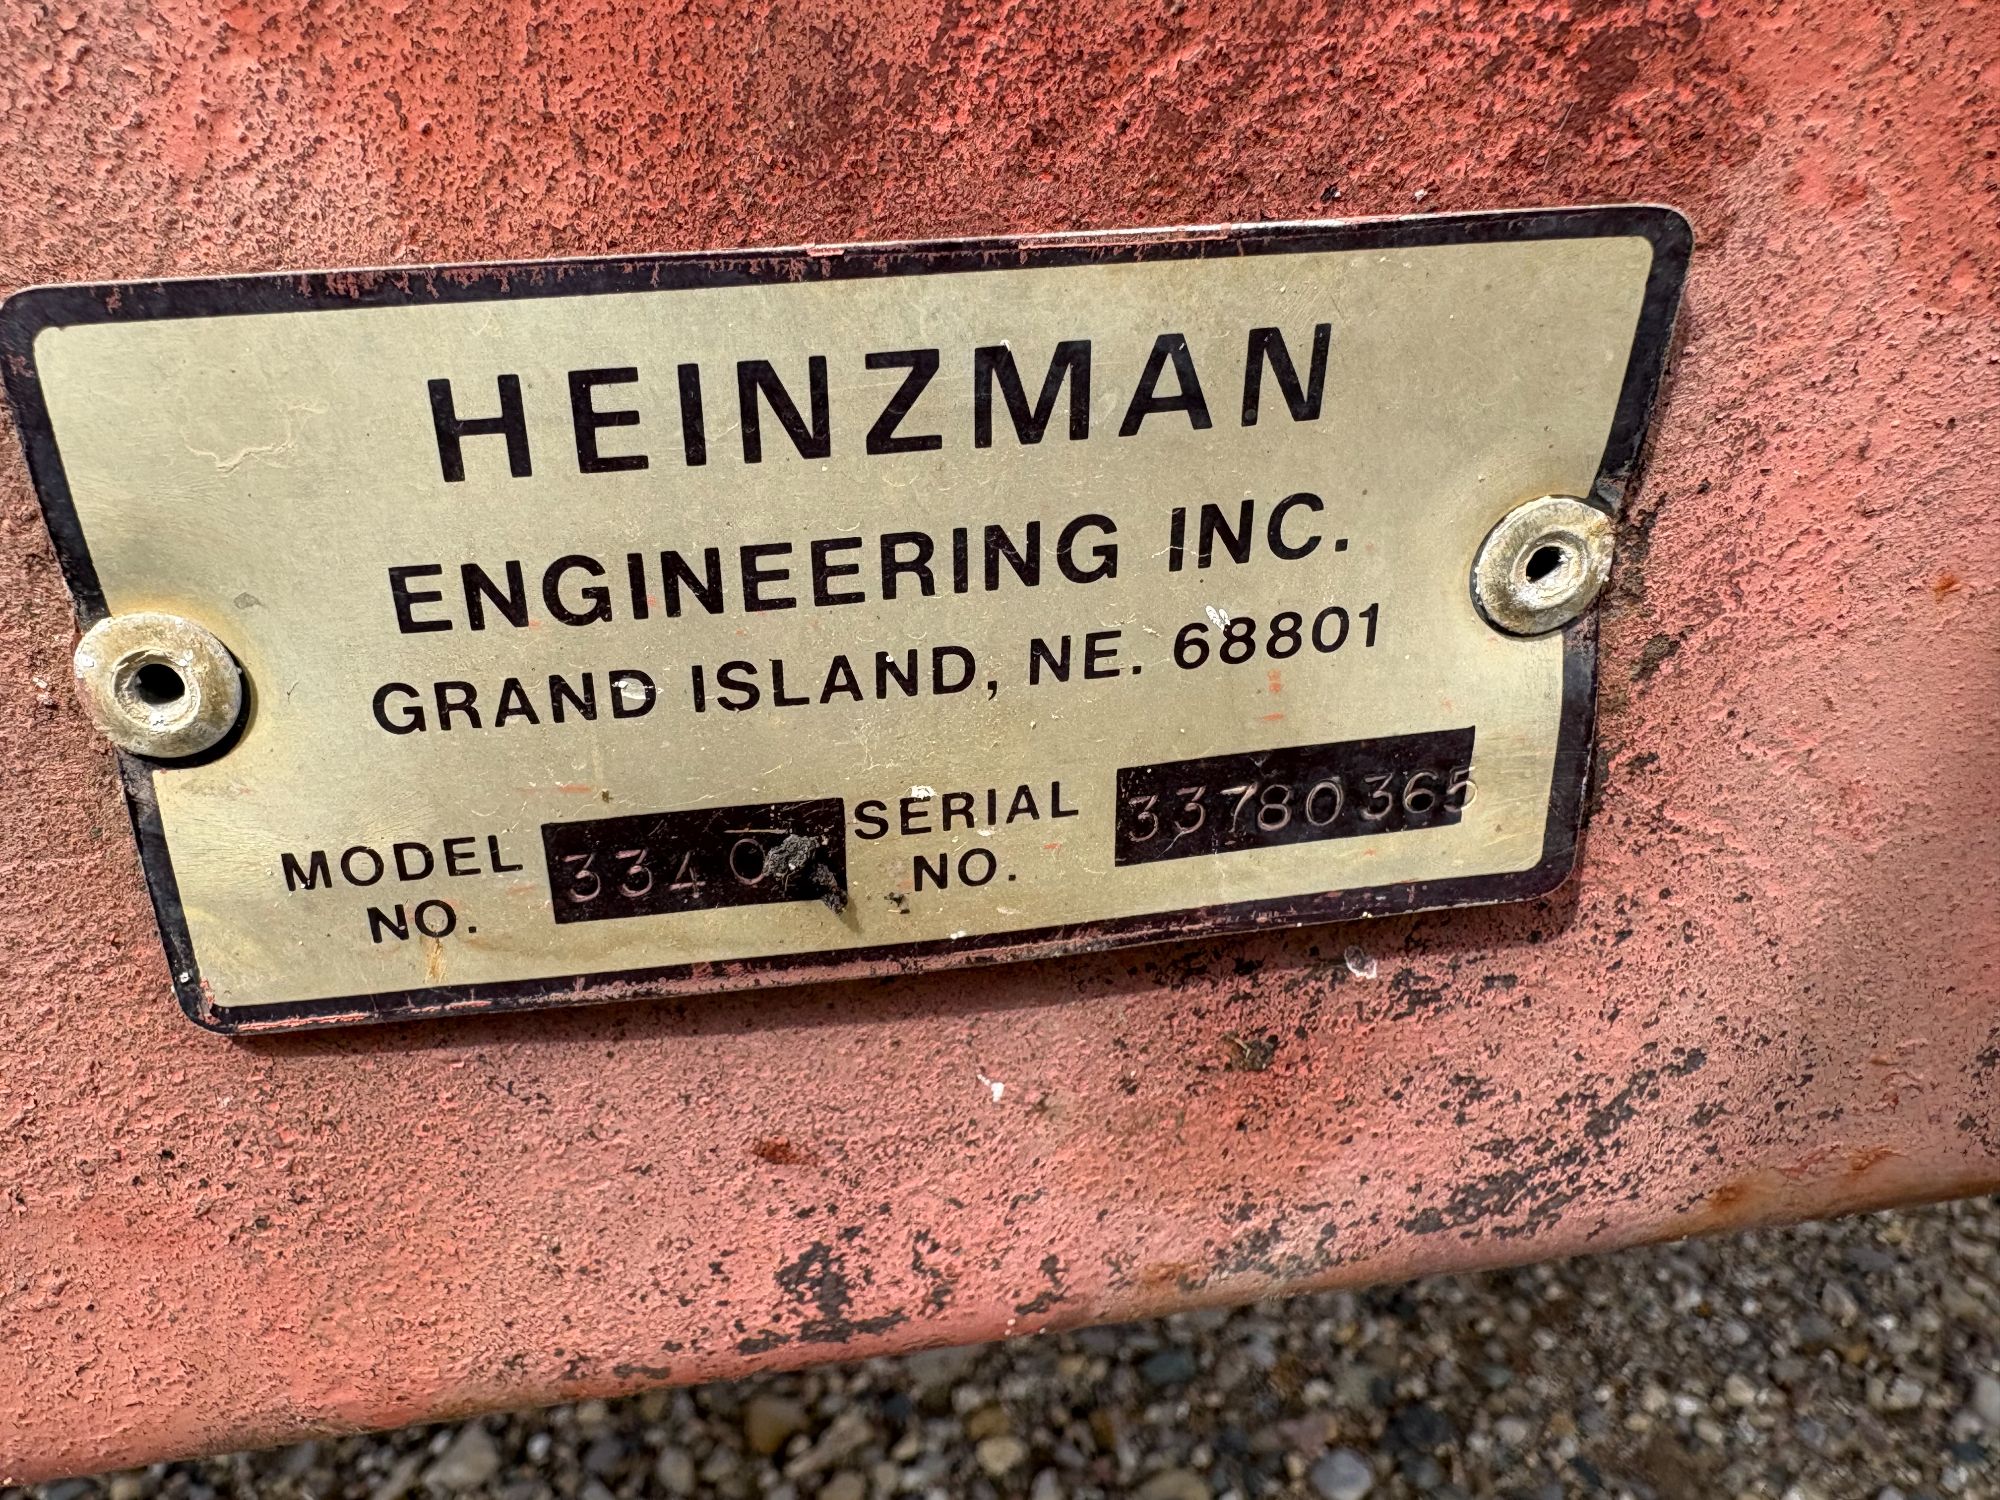 HEINZMAN
ENGINEERING INC.
GRAND ISLAND, NE. 68801
MODEL NO. SERIAL NO. 33780365